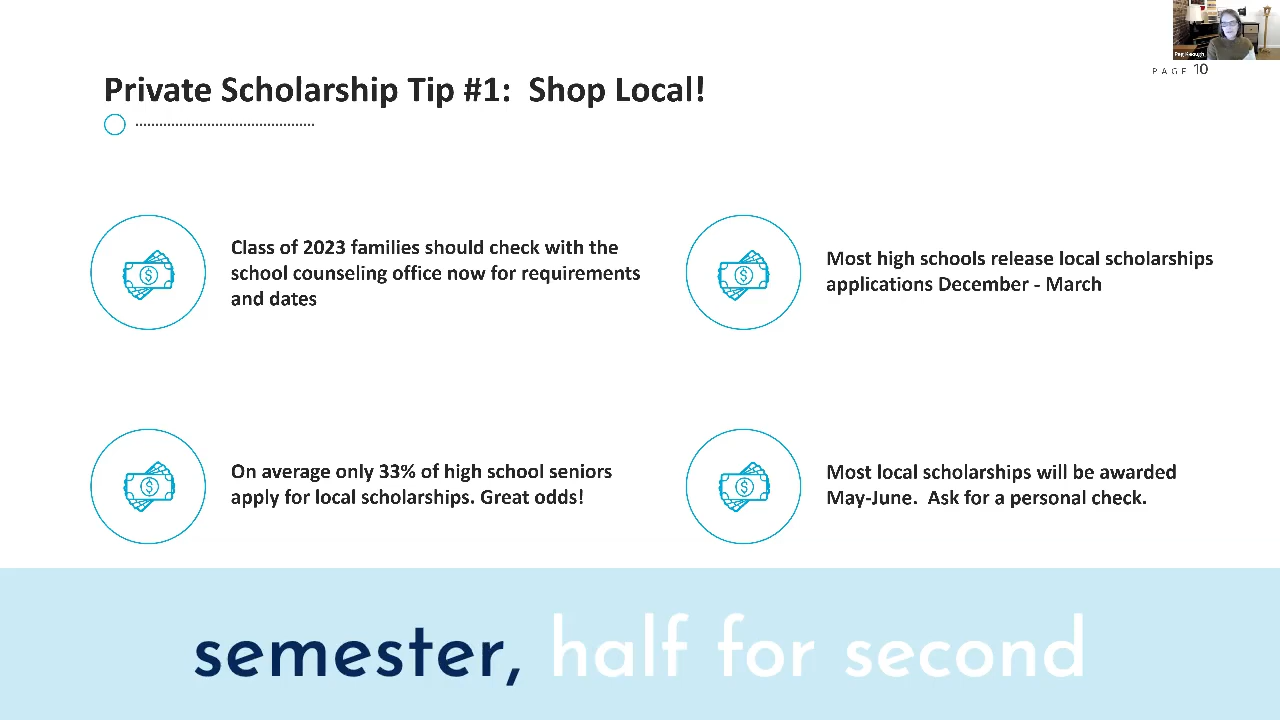 Peg Keough
PAGE 10
Private Scholarship Tip #1: Shop Local!
Class of 2023 families should check with the
school counseling office now for requirements
and dates
Most high schools release local scholarships
applications December - March
On average only 33% of high school seniors
apply for local scholarships. Great odds!
Most local scholarships will be awarded
May-June. Ask for a personal check.
semester, half for second